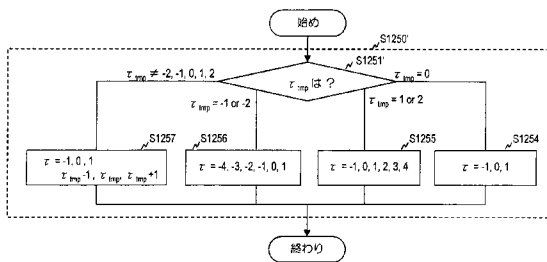 始め
S1250'
S1251'
τtmp ≠ -2, -1, 0, 1, 2
τtmp は？
τtmp = 0
τtmp = -1 or -2
τtmp = 1 or 2
S1257
S1256
S1255
S1254
τ = -1, 0, 1
τtmp-1, τtmp, τtmp+1
τ = -4, -3, -2, -1, 0, 1
τ = -1, 0, 1, 2, 3, 4
τ = -1, 0, 1
終わり